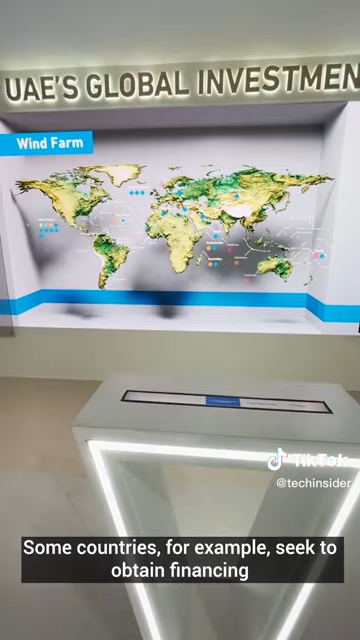 UAE'S GLOBAL INVESTMEN
Wind Farm
TikTok
@techinsider
Some countries, for example, seek to
obtain financing